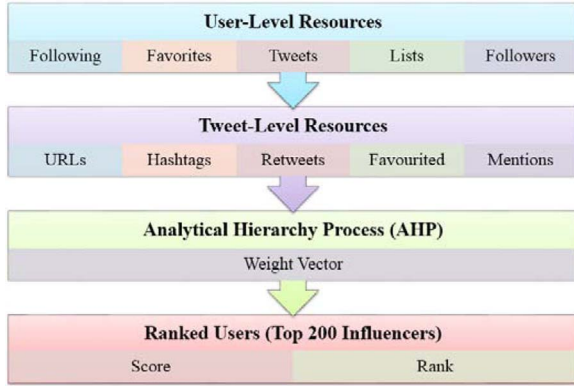 User-Level Resources
Following Favorites Tweets Lists Followers
Tweet-Level Resources
URLs Hashtags Retweets Favourited Mentions
Analytical Hierarchy Process (AHP)
Weight Vector
Ranked Users (Top 200 Influencers)
Score Rank